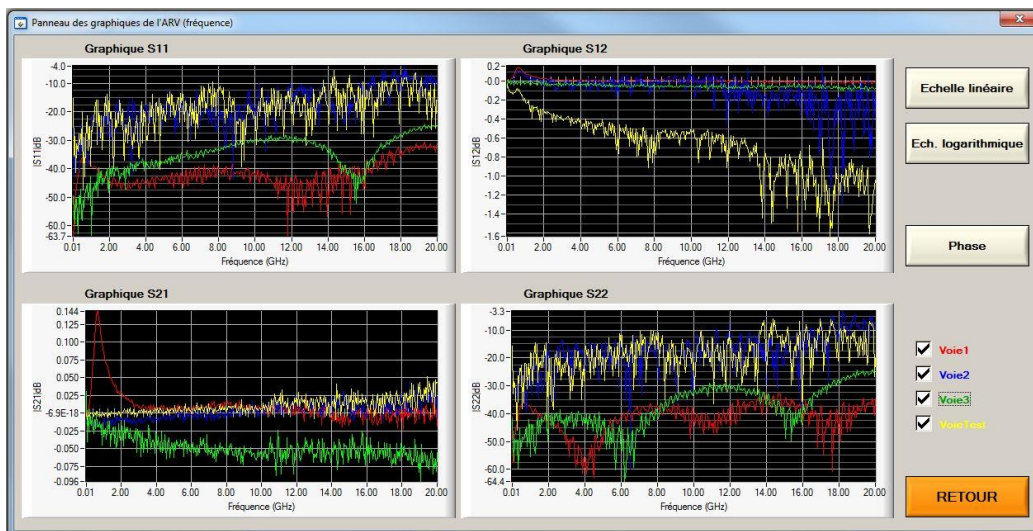 Panneau des graphiques de l'ARV (fréquence)
Graphique S11
-4.0
-10.0
-20.0
-30.0
-40.0
-50.0
-60.0
-63.7
|S11|dB
0.01 2.00 4.00 6.00 8.00 10.00 12.00 14.00 16.00 18.00 20.00
Fréquence (GHz)
Graphique S12
0.2
-0.0
-0.2
-0.4
-0.6
-0.8
-1.0
-1.2
-1.4
-1.6
|S12|dB
0.01 2.00 4.00 6.00 8.00 10.00 12.00 14.00 16.00 18.00 20.00
Fréquence (GHz)
Echelle linéaire
Ech. logarithmique
Phase
Graphique S21
0.144
0.125
0.100
0.075
0.050
0.025
-6.9E-18
-0.025
-0.050
-0.075
-0.096
|S21|dB
0.01 2.00 4.00 6.00 8.00 10.00 12.00 14.00 16.00 18.00 20.00
Fréquence (GHz)
Graphique S22
-3.3
-10.0
-20.0
-30.0
-40.0
-50.0
-60.0
-64.4
|S22|dB
0.01 2.00 4.00 6.00 8.00 10.00 12.00 14.00 16.00 18.00 20.00
Fréquence (GHz)
Voie1
Voie2
Voie3
VoieTest
RETOUR